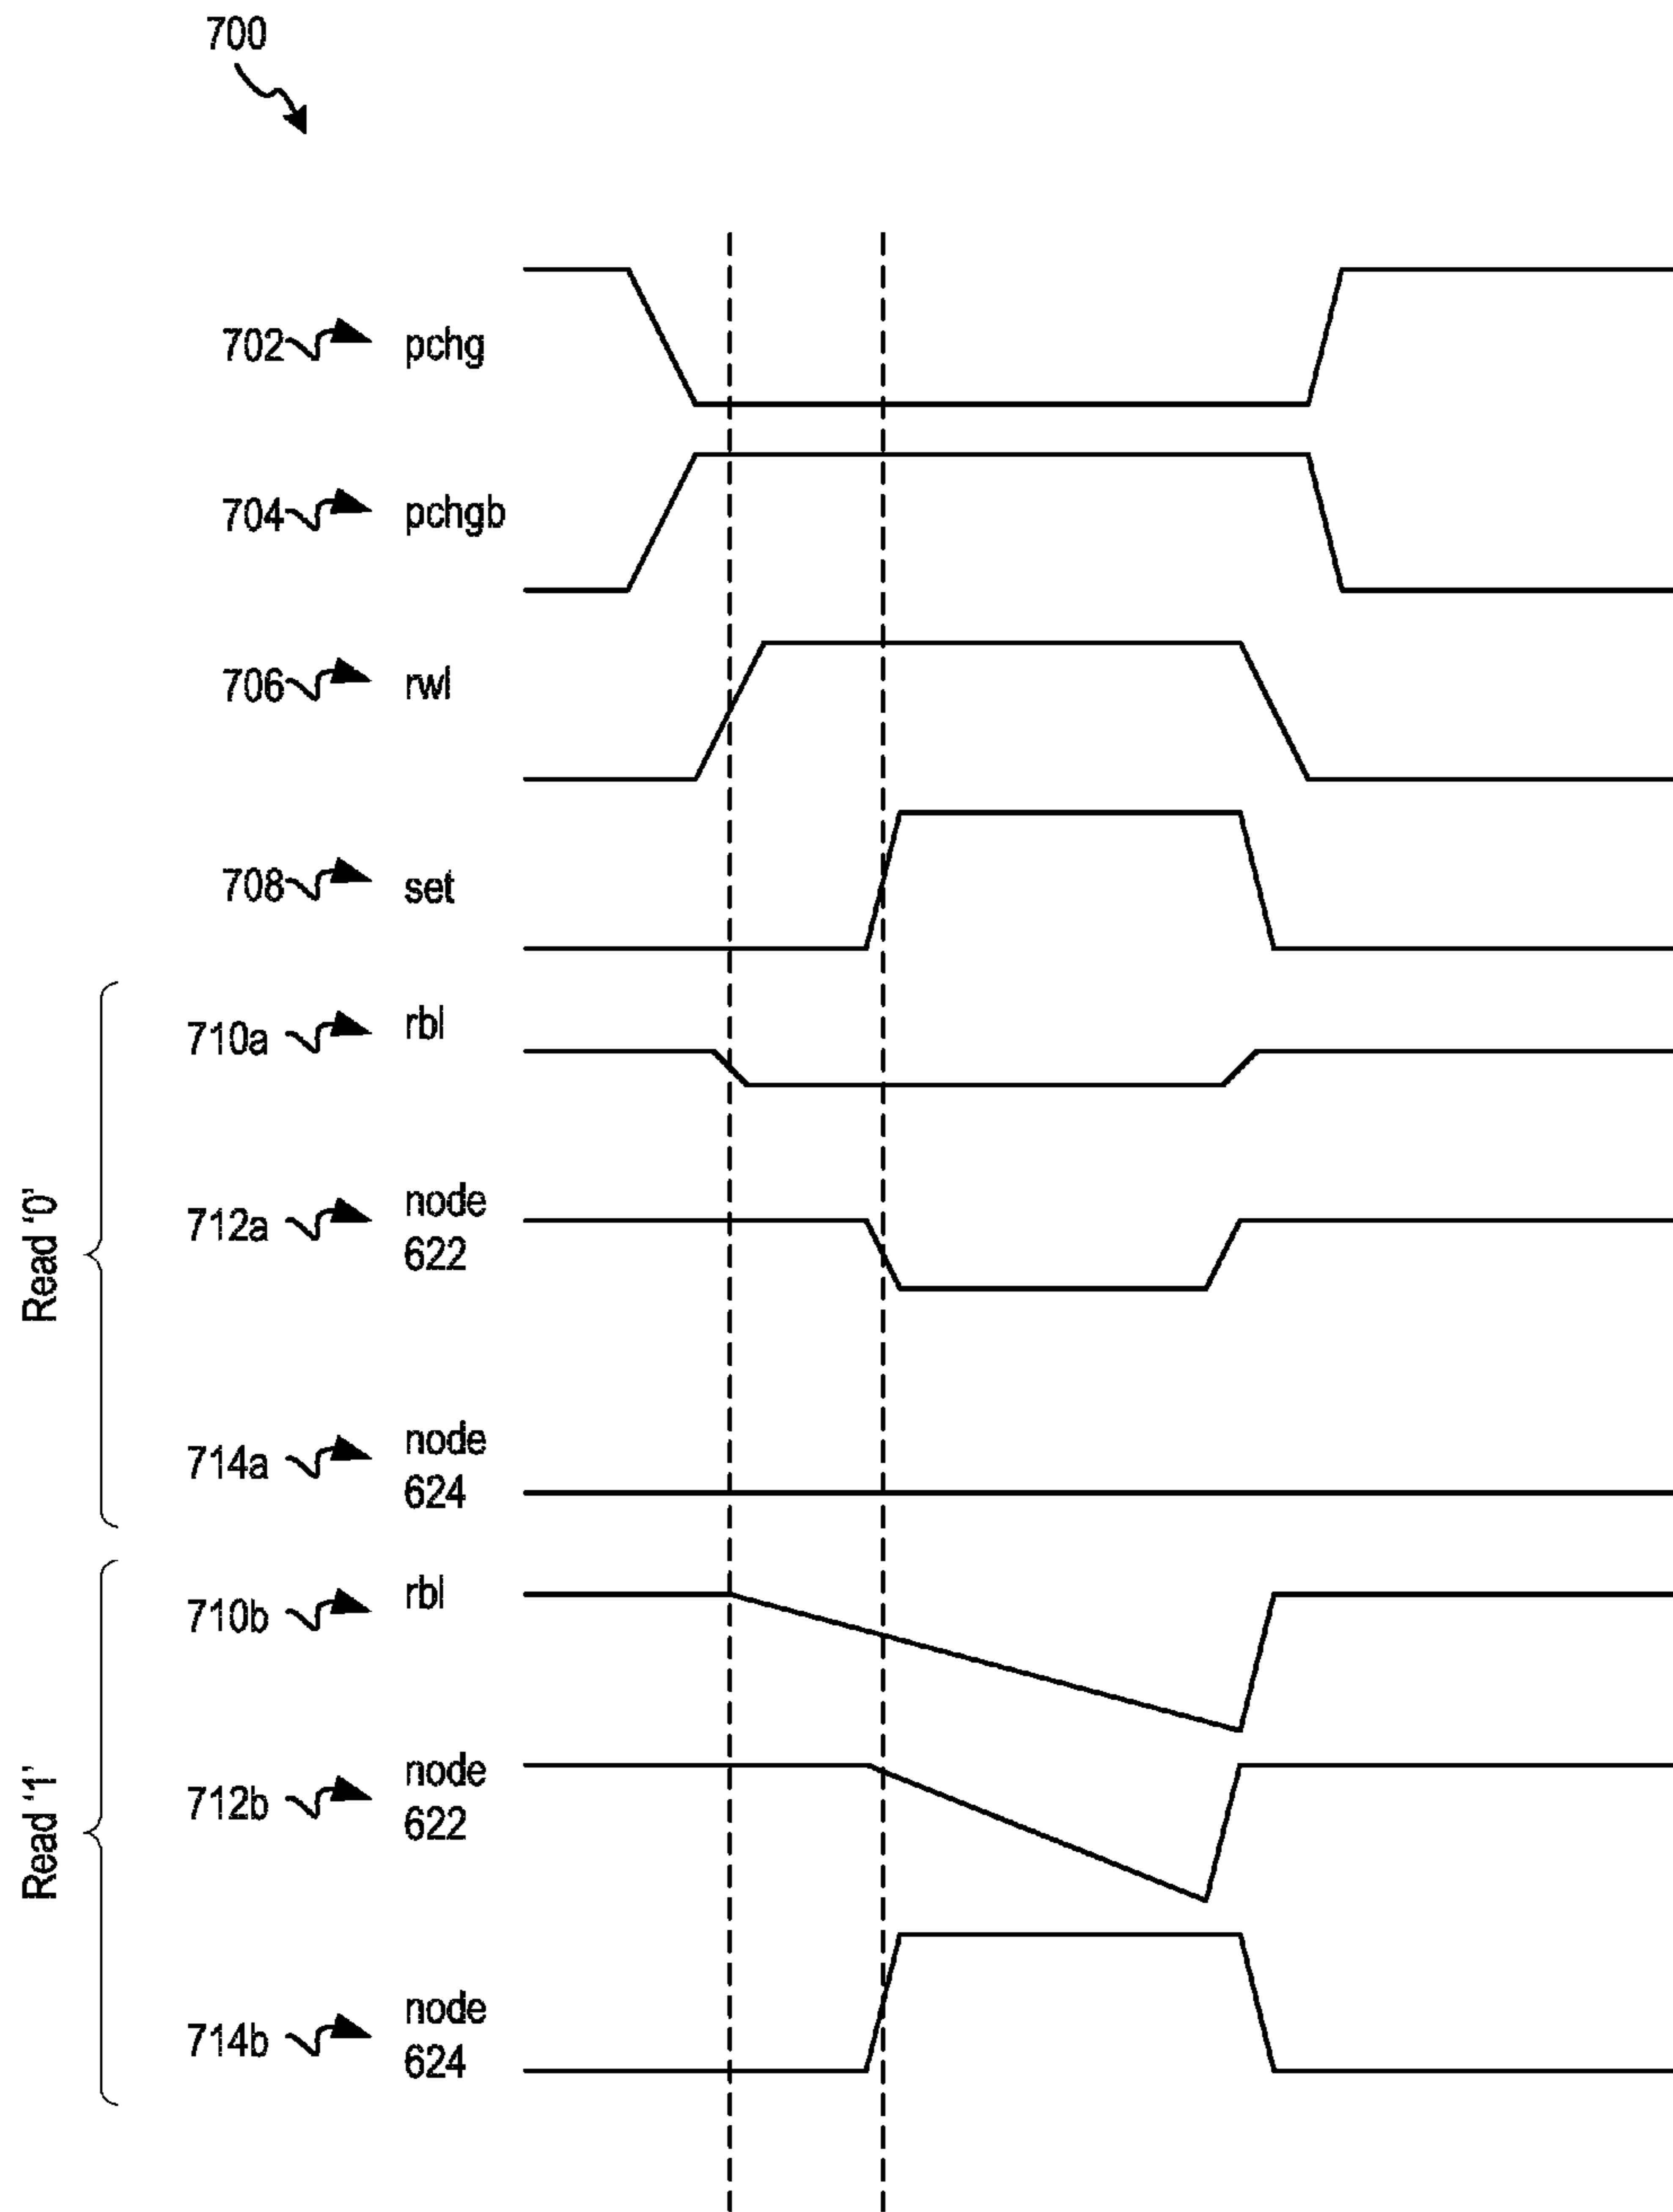 700
702 pchg
704 pchgb
706 rwl
708 set
Read ‘0’
710a rbl
712a node
622
714a node
624
Read ‘1’
710b rbl
712b node
622
714b node
624